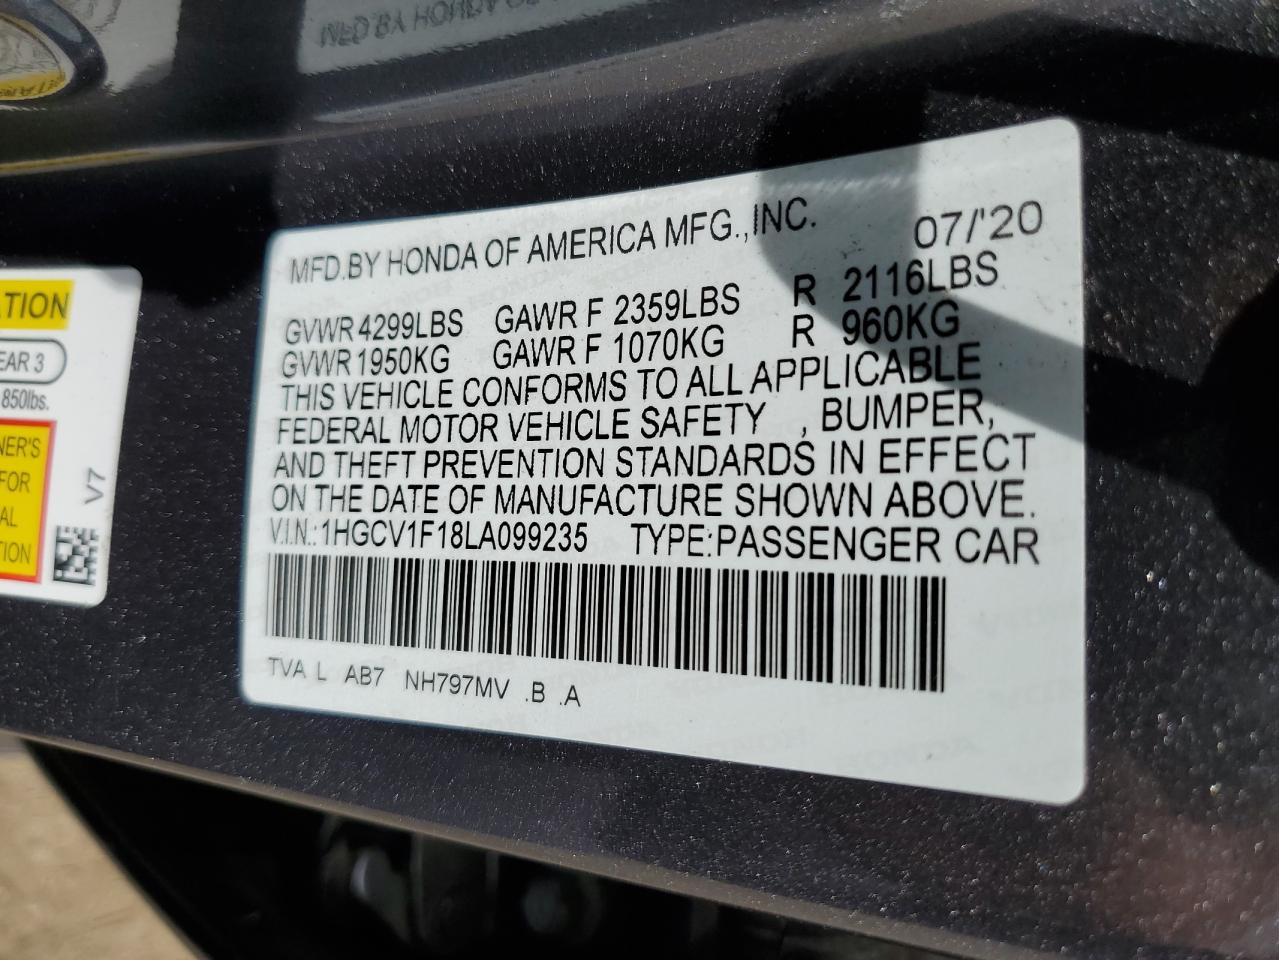 MFD.BY HONDA OF AMERICA MFG.,INC. 07/'20
GVWR 4299LBS GAWR F 2359LBS R 2116LBS
GVWR 1950KG GAWR F 1070KG R 960KG
THIS VEHICLE CONFORMS TO ALL APPLICABLE
FEDERAL MOTOR VEHICLE SAFETY , BUMPER,
AND THEFT PREVENTION STANDARDS IN EFFECT
ON THE DATE OF MANUFACTURE SHOWN ABOVE.
V.I.N.:1HGCV1F18LA099235 TYPE:PASSENGER CAR
TVA L AB7 NH797MV .B .A
ATION
EAR 3
850lbs.
NER'S
FOR
AL
TION
V7